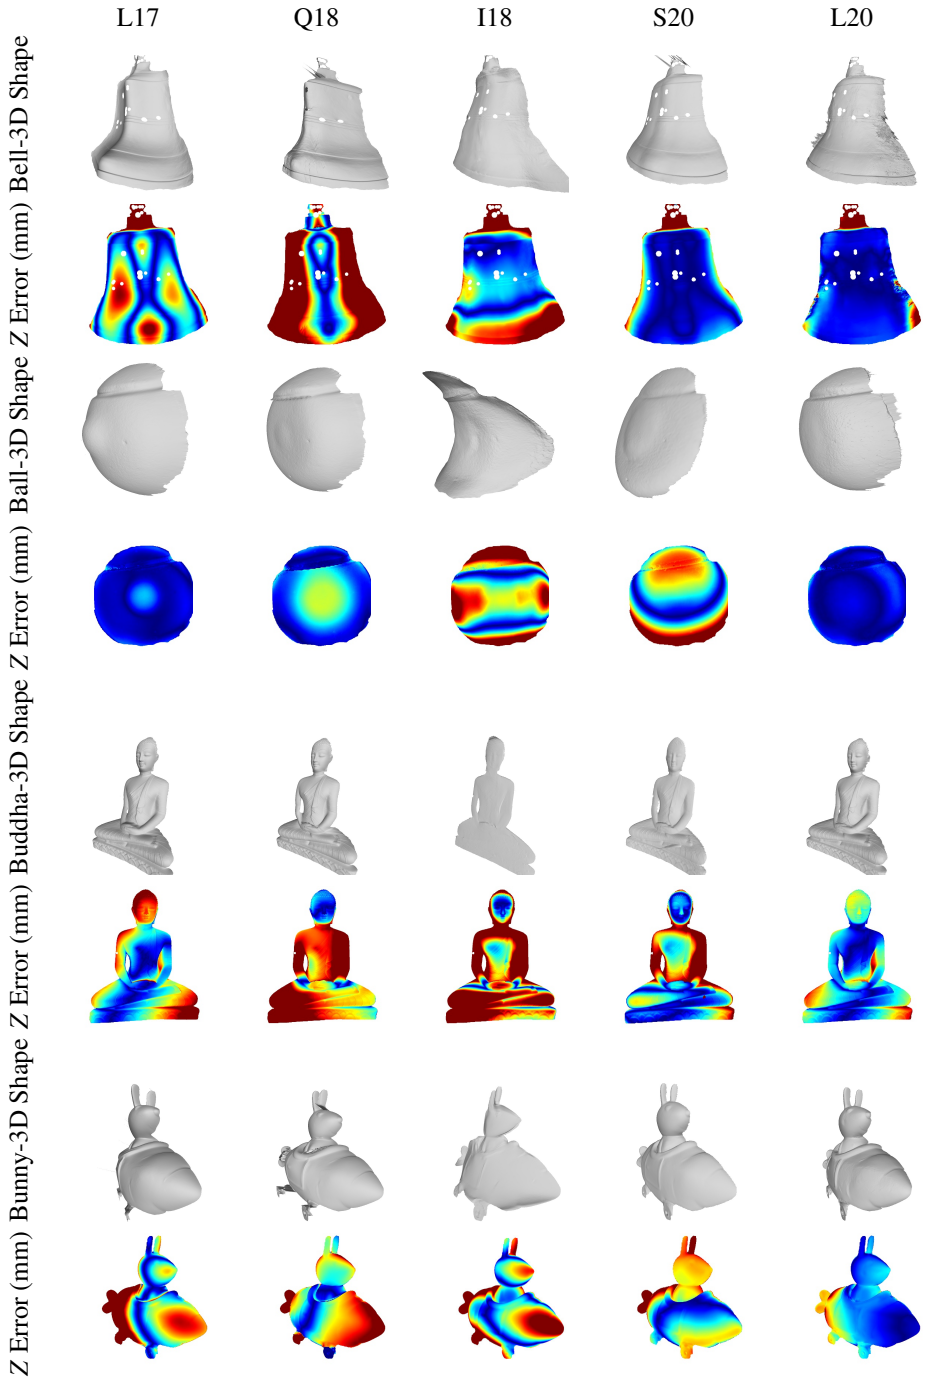 L17 Q18 I18 S20 L20
Bell-3D Shape
Z Error (mm)
Ball-3D Shape
Z Error (mm)
Buddha-3D Shape
Z Error (mm)
Bunny-3D Shape
Z Error (mm)